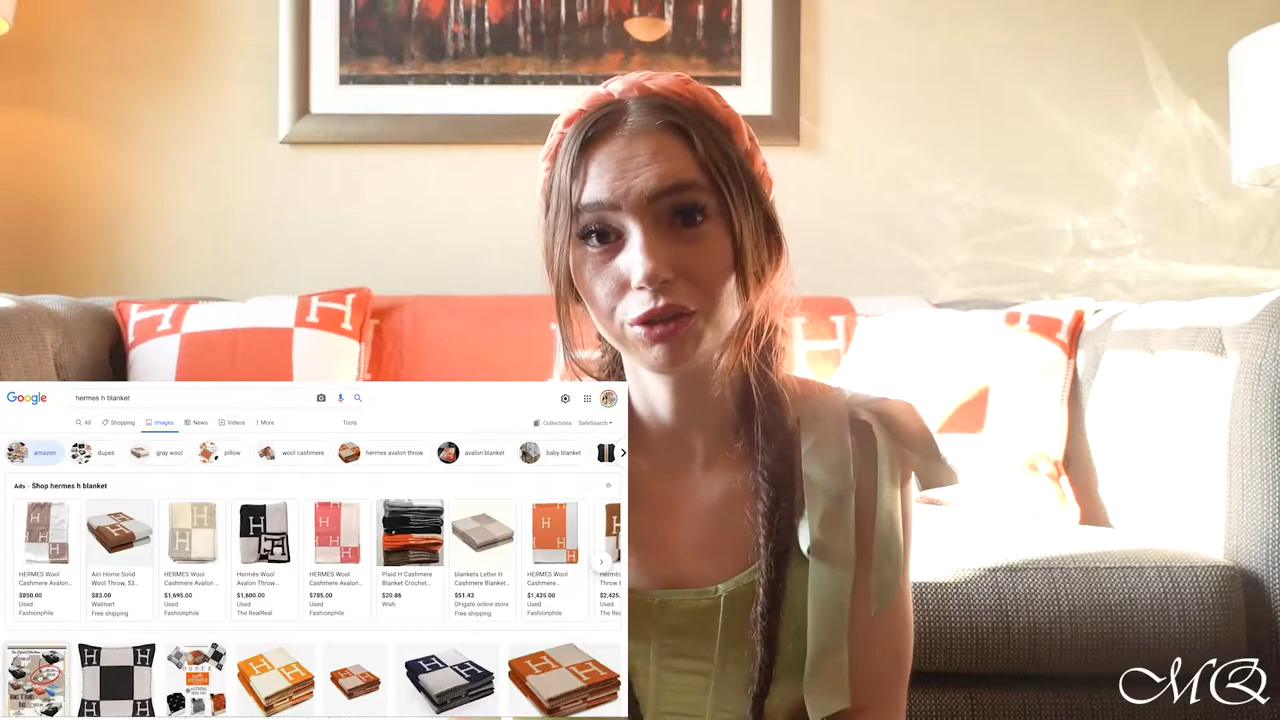 Google
hermes h blanket
All Shopping Images News Videos More Tools Collections SafeSearch
amazon dupes gray wool pillow wool cashmere hermes avalon throw avalon blanket baby blanket
Ads · Shop hermes h blanket
HERMES Wool Cashmere Avalon...
$850.00
Used
Fashionphile
Airi Home Solid Wool Throw, 53...
$83.00
Walmart
Free shipping
HERMES Wool Cashmere Avalon ...
$1,695.00
Used
Fashionphile
Hermès Wool Avalon Throw...
$1,600.00
Used
The RealReal
HERMES Wool Cashmere Avalon...
$785.00
Used
Fashionphile
Plaid H Cashmere Blanket Crochet...
$20.86
Wish
blankets Letter H Cashmere Blanket...
$51.43
DHgate online store
Free shipping
HERMES Wool Cashmere...
$1,435.00
Used
Fashionphile
$2,425.
Used
The Rea
H H
H
MQ